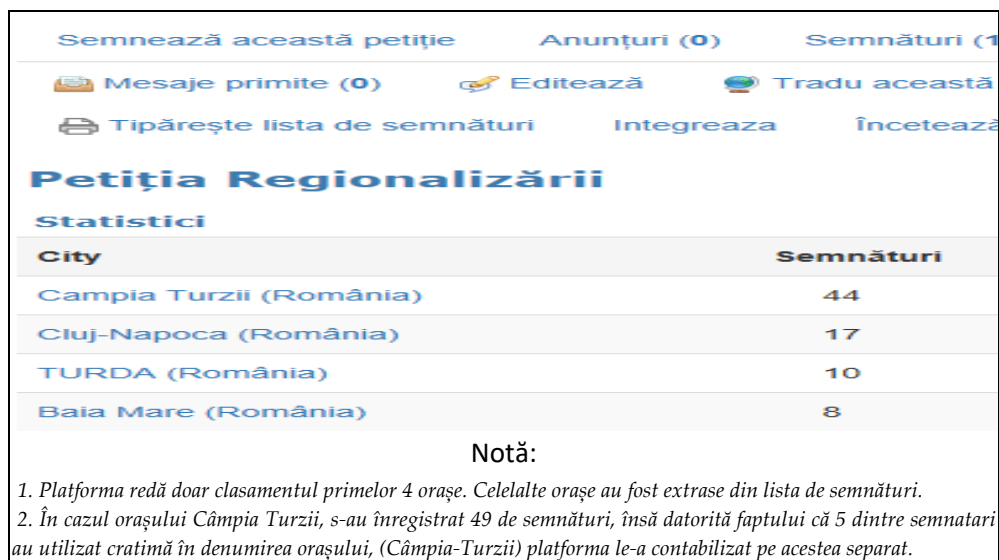 Semnează această petiție Anunțuri (0) Semnături (1
Mesaje primite (0) Editează Tradu această
Tipărește lista de semnături Integreaza Încetează
Petiția Regionalizării
Statistici
City Semnături
Campia Turzii (România) 44
Cluj-Napoca (România) 17
TURDA (România) 10
Baia Mare (România) 8
Notă:
1. Platforma redă doar clasamentul primelor 4 orașe. Celelalte orașe au fost extrase din lista de semnături.
2. În cazul orașului Câmpia Turzii, s-au înregistrat 49 de semnături, însă datorită faptului că 5 dintre semnatari
au utilizat cratimă în denumirea orașului, (Câmpia-Turzii) platforma le-a contabilizat pe acestea separat.